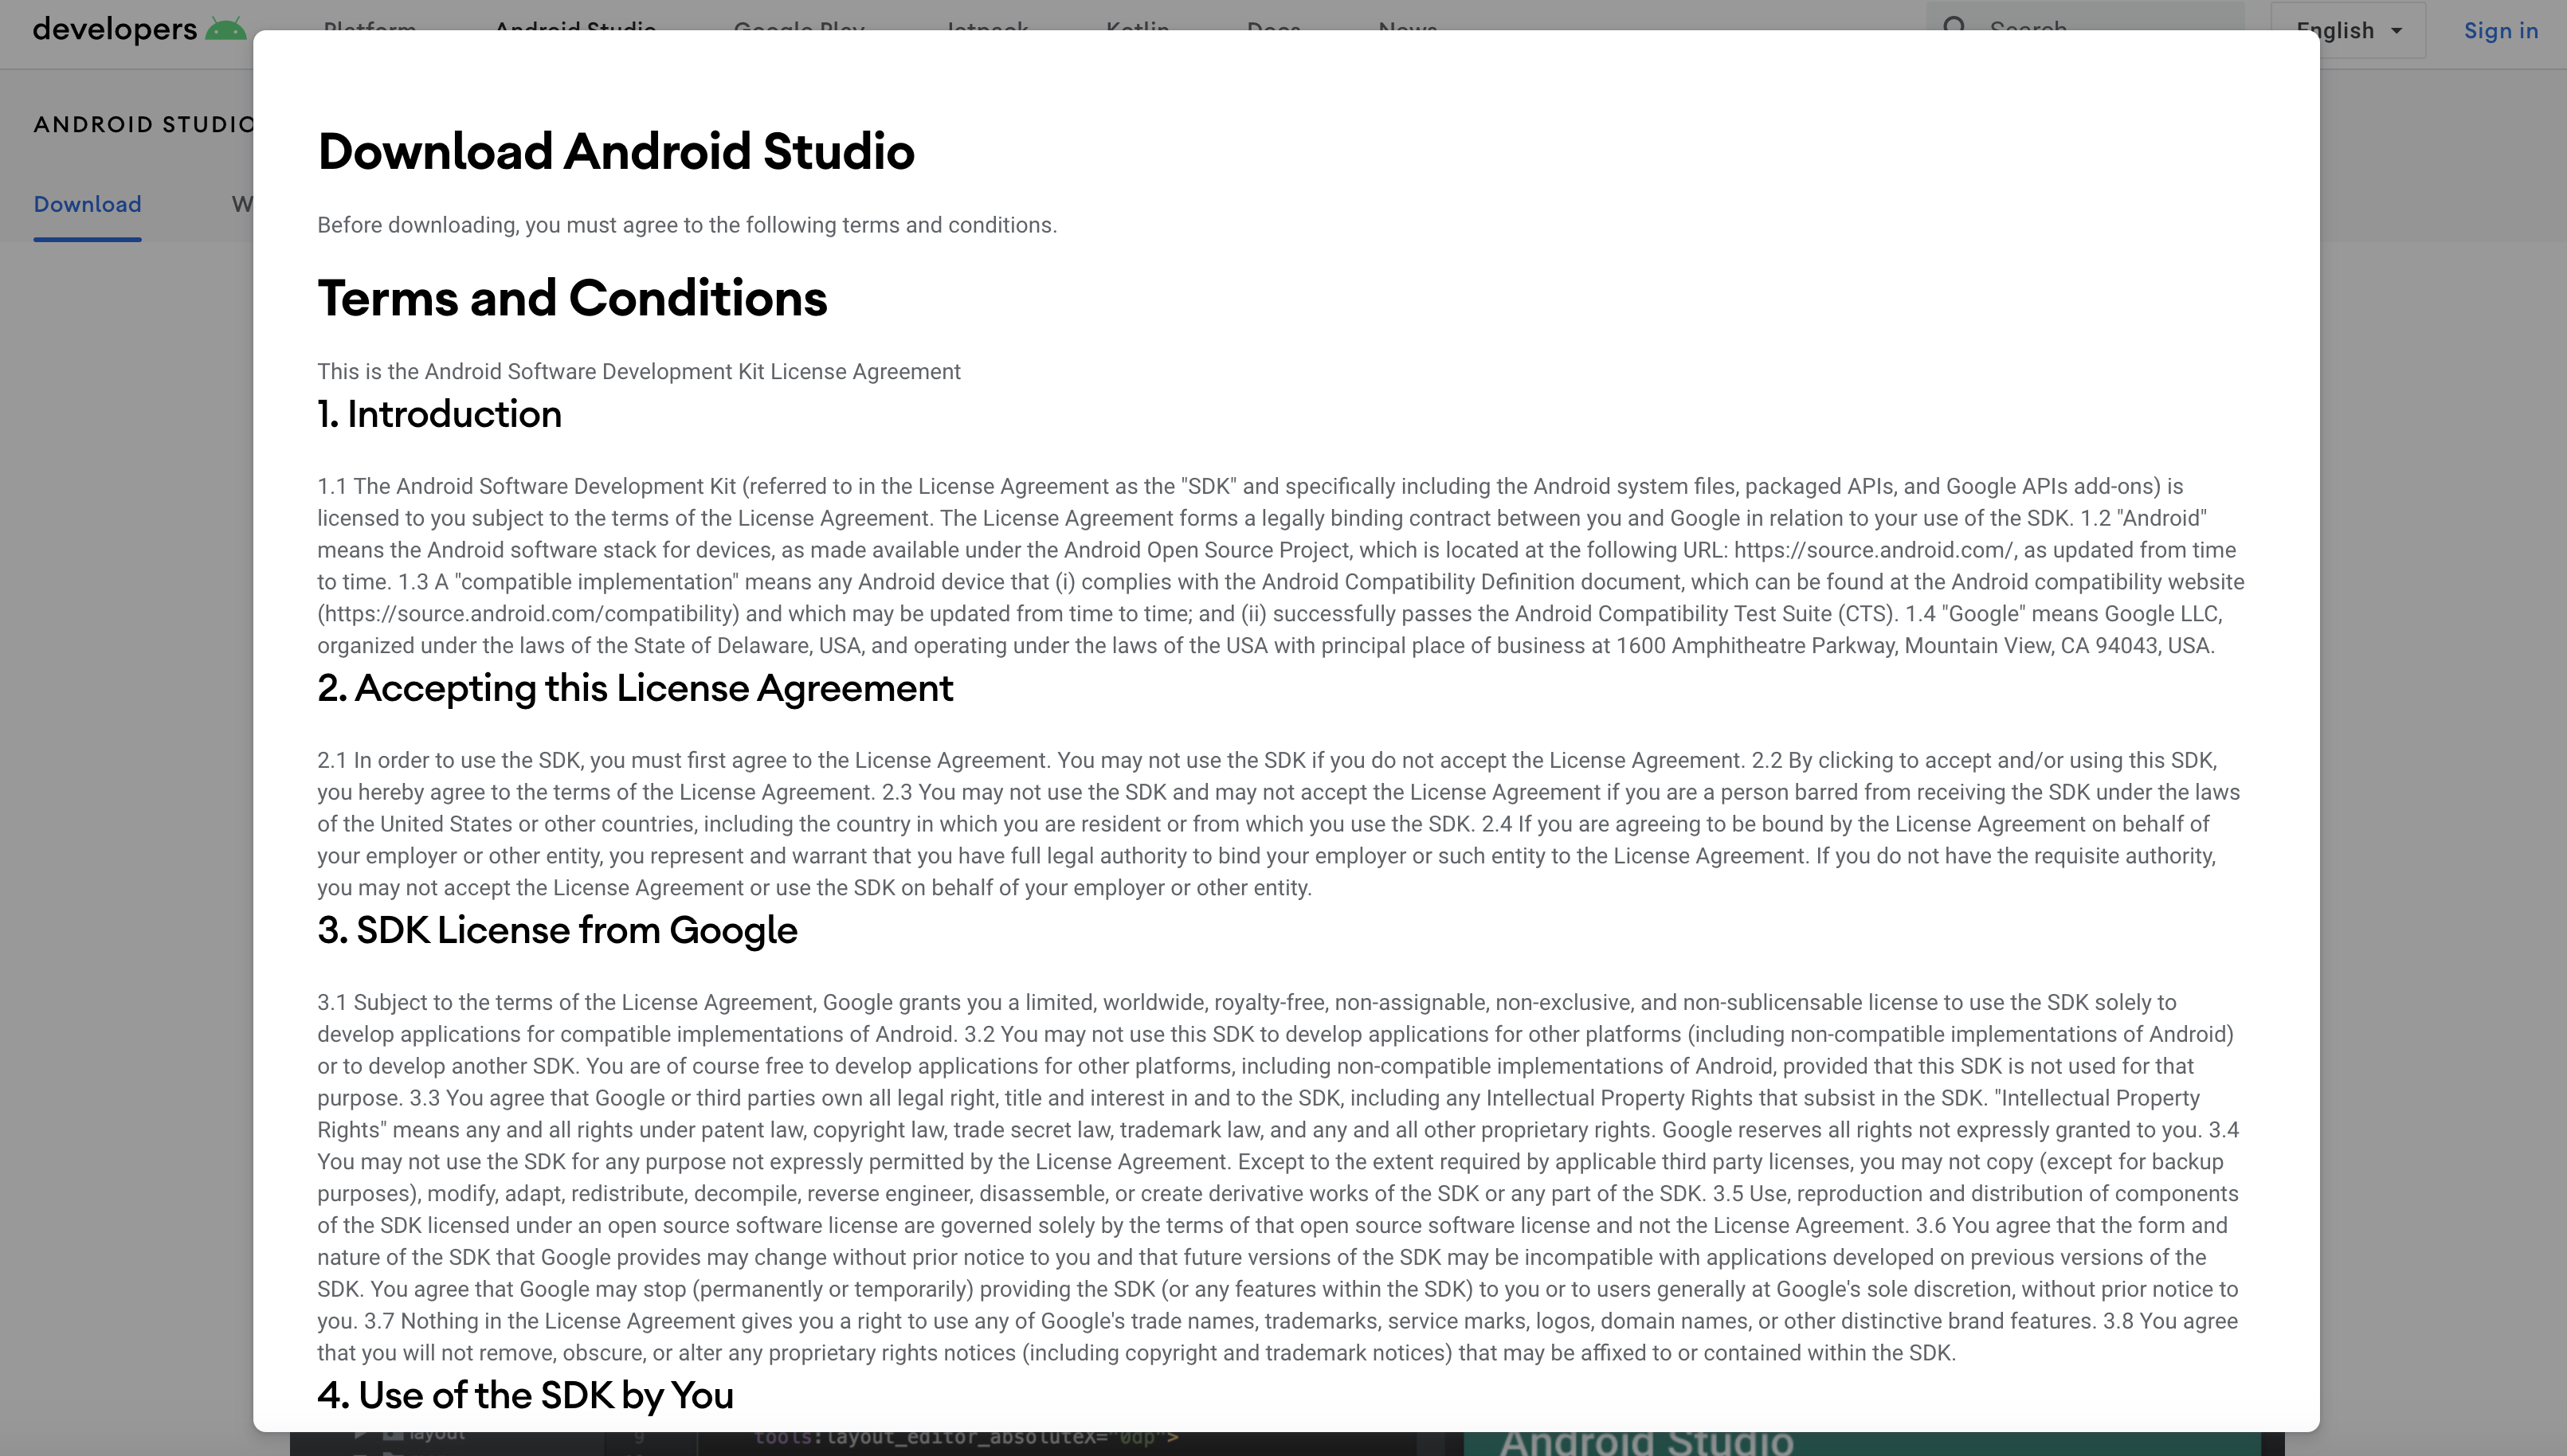 developers
Platform Android Studio Google Play Jetpack Kotlin Docs News Search English Sign in
ANDROID STUDIO
Download W
Download Android Studio
Before downloading, you must agree to the following terms and conditions.
Terms and Conditions
This is the Android Software Development Kit License Agreement
1. Introduction
1.1 The Android Software Development Kit (referred to in the License Agreement as the "SDK" and specifically including the Android system files, packaged APIs, and Google APIs add-ons) is
licensed to you subject to the terms of the License Agreement. The License Agreement forms a legally binding contract between you and Google in relation to your use of the SDK. 1.2 "Android"
means the Android software stack for devices, as made available under the Android Open Source Project, which is located at the following URL: https://source.android.com/, as updated from time
to time. 1.3 A "compatible implementation" means any Android device that (i) complies with the Android Compatibility Definition document, which can be found at the Android compatibility website
(https://source.android.com/compatibility) and which may be updated from time to time; and (ii) successfully passes the Android Compatibility Test Suite (CTS). 1.4 "Google" means Google LLC,
organized under the laws of the State of Delaware, USA, and operating under the laws of the USA with principal place of business at 1600 Amphitheatre Parkway, Mountain View, CA 94043, USA.
2. Accepting this License Agreement
2.1 In order to use the SDK, you must first agree to the License Agreement. You may not use the SDK if you do not accept the License Agreement. 2.2 By clicking to accept and/or using this SDK,
you hereby agree to the terms of the License Agreement. 2.3 You may not use the SDK and may not accept the License Agreement if you are a person barred from receiving the SDK under the laws
of the United States or other countries, including the country in which you are resident or from which you use the SDK. 2.4 If you are agreeing to be bound by the License Agreement on behalf of
your employer or other entity, you represent and warrant that you have full legal authority to bind your employer or such entity to the License Agreement. If you do not have the requisite authority,
you may not accept the License Agreement or use the SDK on behalf of your employer or other entity.
3. SDK License from Google
3.1 Subject to the terms of the License Agreement, Google grants you a limited, worldwide, royalty-free, non-assignable, non-exclusive, and non-sublicensable license to use the SDK solely to
develop applications for compatible implementations of Android. 3.2 You may not use this SDK to develop applications for other platforms (including non-compatible implementations of Android)
or to develop another SDK. You are of course free to develop applications for other platforms, including non-compatible implementations of Android, provided that this SDK is not used for that
purpose. 3.3 You agree that Google or third parties own all legal right, title and interest in and to the SDK, including any Intellectual Property Rights that subsist in the SDK. "Intellectual Property
Rights" means any and all rights under patent law, copyright law, trade secret law, trademark law, and any and all other proprietary rights. Google reserves all rights not expressly granted to you. 3.4
You may not use the SDK for any purpose not expressly permitted by the License Agreement. Except to the extent required by applicable third party licenses, you may not copy (except for backup
purposes), modify, adapt, redistribute, decompile, reverse engineer, disassemble, or create derivative works of the SDK or any part of the SDK. 3.5 Use, reproduction and distribution of components
of the SDK licensed under an open source software license are governed solely by the terms of that open source software license and not the License Agreement. 3.6 You agree that the form and
nature of the SDK that Google provides may change without prior notice to you and that future versions of the SDK may be incompatible with applications developed on previous versions of the
SDK. You agree that Google may stop (permanently or temporarily) providing the SDK (or any features within the SDK) to you or to users generally at Google's sole discretion, without prior notice to
you. 3.7 Nothing in the License Agreement gives you a right to use any of Google's trade names, trademarks, service marks, logos, domain names, or other distinctive brand features. 3.8 You agree
that you will not remove, obscure, or alter any proprietary rights notices (including copyright and trademark notices) that may be affixed to or contained within the SDK.
4. Use of the SDK by You
layout 9 tools:layout_editor_absoluteX="0dp"> Android Studio